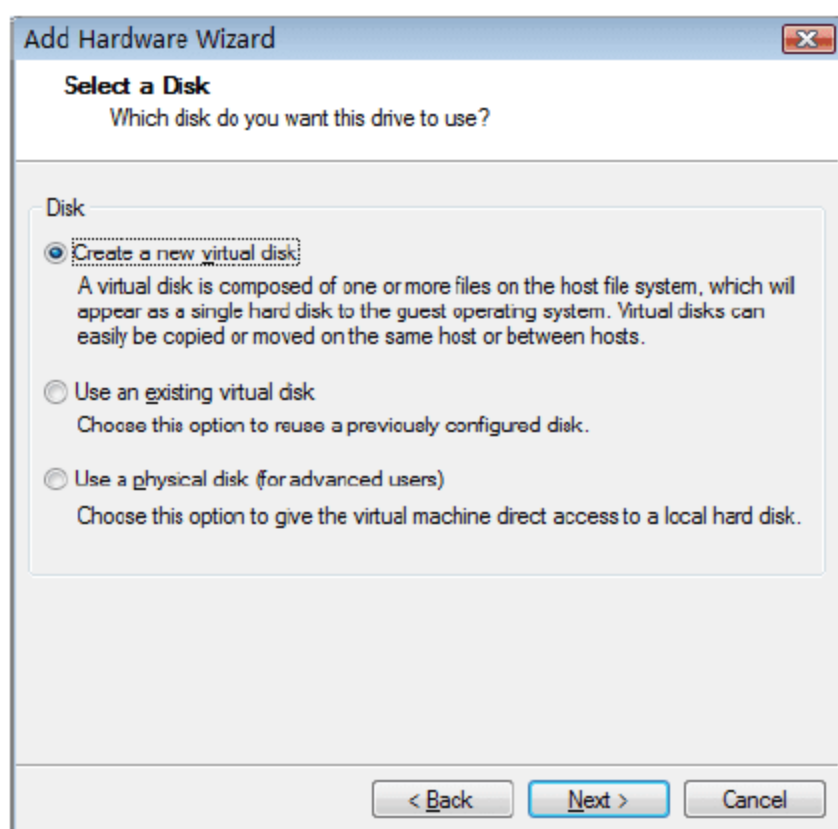 Add Hardware Wizard
Select a Disk
Which disk do you want this drive to use?
Disk
Create a new virtual disk
A virtual disk is composed of one or more files on the host file system, which will
appear as a single hard disk to the guest operating system. Virtual disks can
easily be copied or moved on the same host or between hosts.
Use an existing virtual disk
Choose this option to reuse a previously configured disk.
Use a physical disk (for advanced users)
Choose this option to give the virtual machine direct access to a local hard disk.
< Back
Next >
Cancel